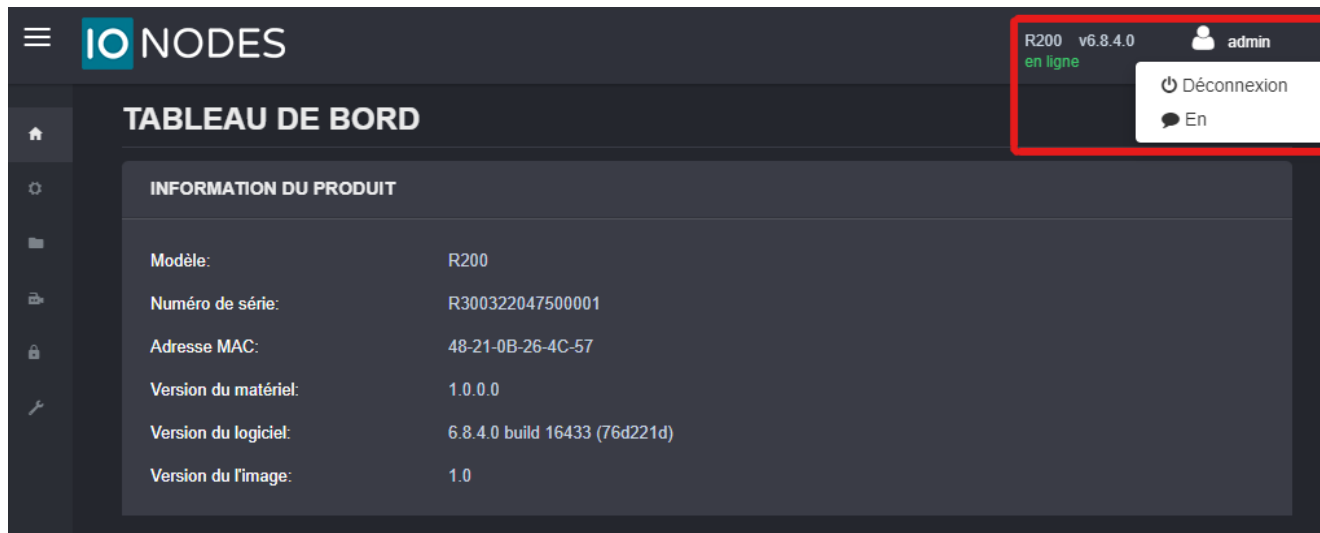 IO NODES
R200 v6.8.4.0
en ligne
admin
Déconnexion
En
TABLEAU DE BORD
INFORMATION DU PRODUIT
Modèle: R200
Numéro de série: R300322047500001
Adresse MAC: 48-21-0B-26-4C-57
Version du matériel: 1.0.0.0
Version du logiciel: 6.8.4.0 build 16433 (76d221d)
Version du l'image: 1.0